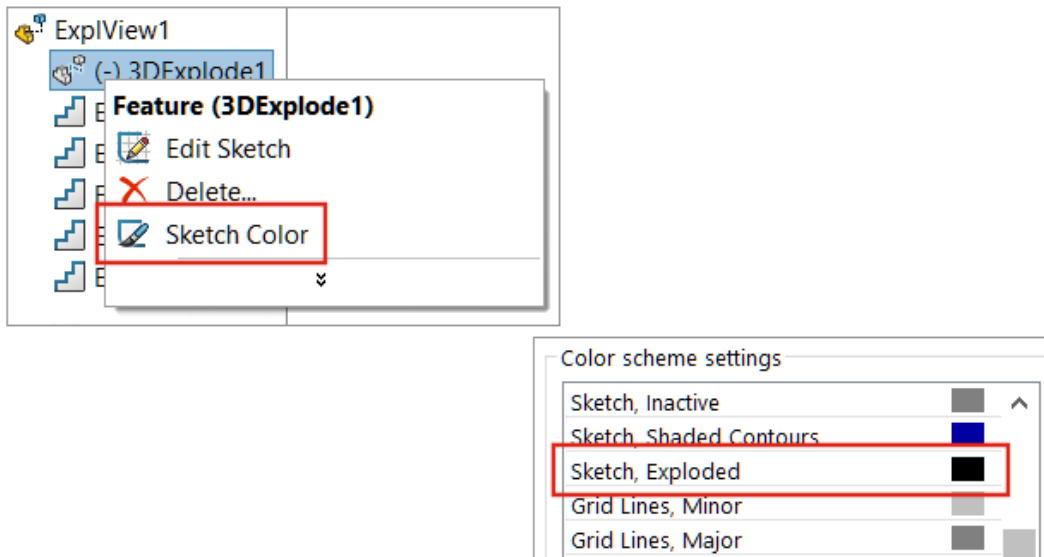 ExplView1
(-) 3DExplode1
Feature (3DExplode1)
E
Edit Sketch
E
Delete...
E
Sketch Color
E
E
Color scheme settings
Sketch, Inactive
Sketch, Shaded Contours
Sketch, Exploded
Grid Lines, Minor
Grid Lines, Major